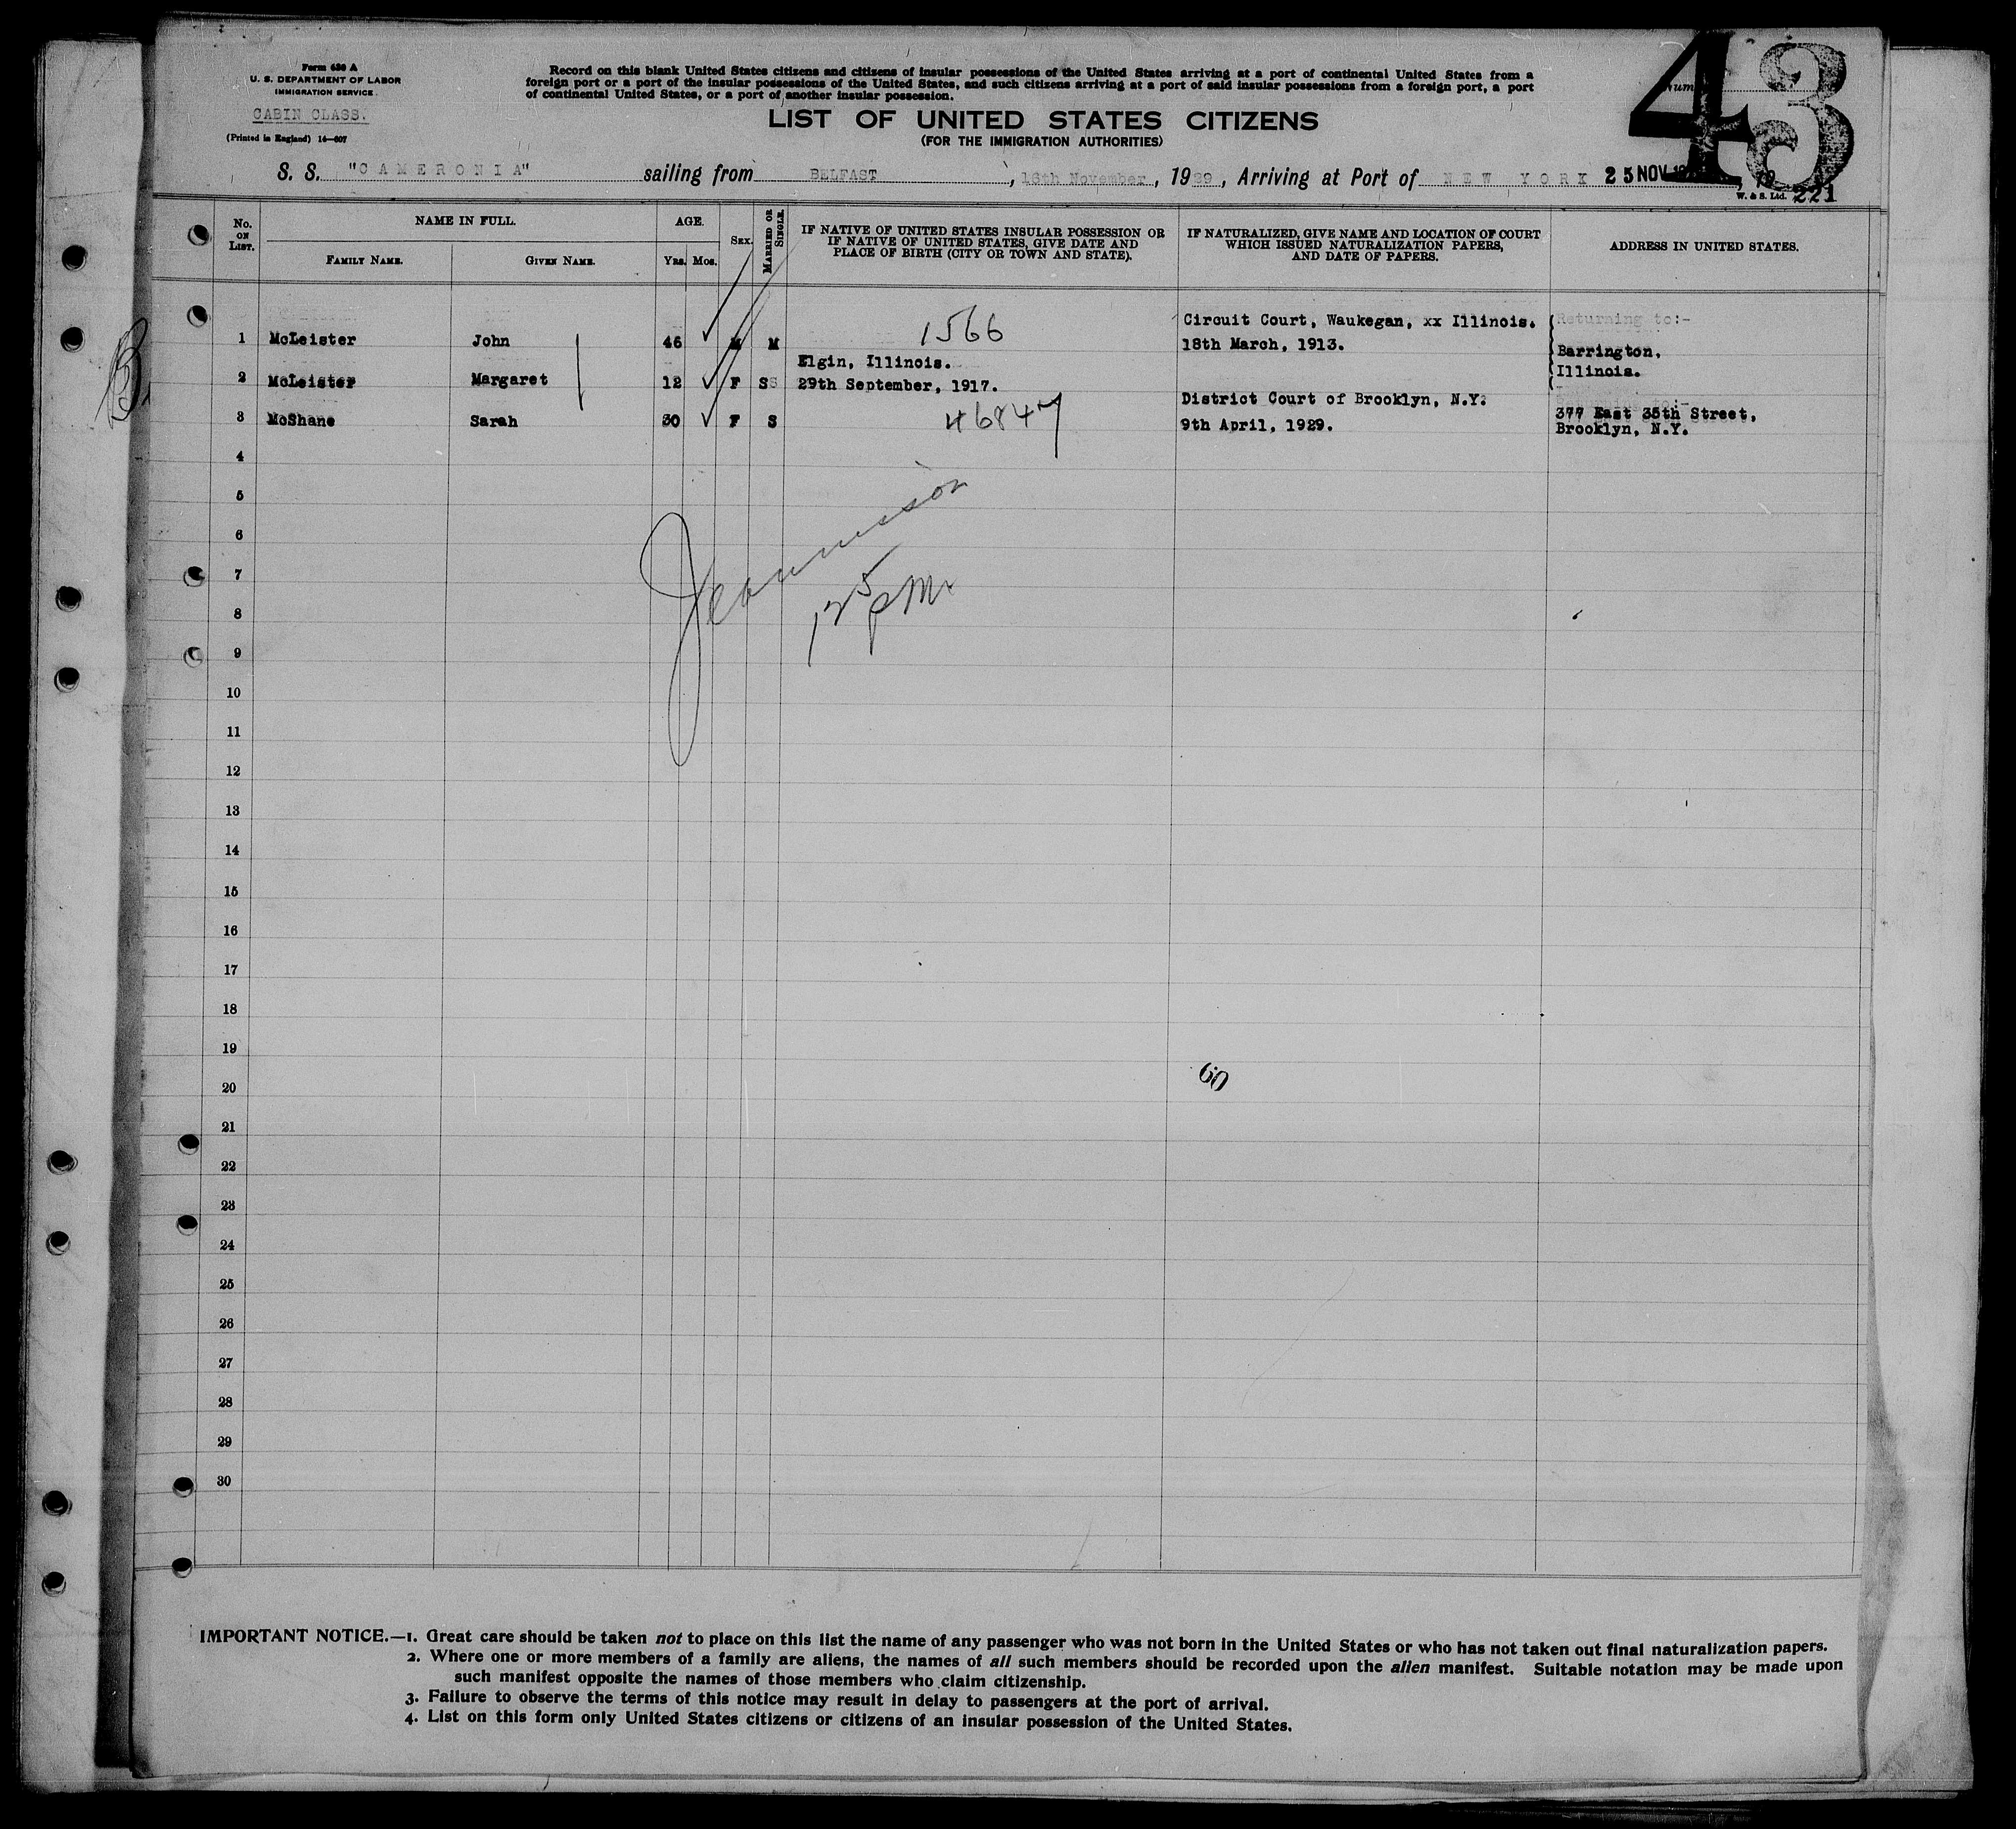 Form 630 A
U. S. DEPARTMENT OF LABOR
IMMIGRATION SERVICE
CABIN CLASS.
(Printed in England) 14—607
Record on this blank United States citizens and citizens of insular possessions of the United States arriving at a port of continental United States from a
foreign port or a port of the insular possessions of the United States, and such citizens arriving at a port of said insular possessions from a foreign port, a port
of continental United States, or a port of another insular possession.
43
LIST OF UNITED STATES CITIZENS
(FOR THE IMMIGRATION AUTHORITIES)
S. S. "CAMERONIA" sailing from BELFAST, 16th November, 1929, Arriving at Port of NEW YORK 25 NOV
W. & S. Ltd. 221
No. ON LIST. NAME IN FULL. AGE. SEX. MARRIED OR SINGLE.
FAMILY NAME. GIVEN NAME. YRS. MOS.
IF NATIVE OF UNITED STATES INSULAR POSSESSION OR
IF NATIVE OF UNITED STATES, GIVE DATE AND
PLACE OF BIRTH (CITY OR TOWN AND STATE).
IF NATURALIZED, GIVE NAME AND LOCATION OF COURT
WHICH ISSUED NATURALIZATION PAPERS,
AND DATE OF PAPERS.
ADDRESS IN UNITED STATES.
Circuit Court, Waukegan, xx Illinois. Returning to:-
1 McLeister John 46 M M 1566 18th March, 1913. Barrington.
Elgin, Illinois. Illinois.
2 McLeister Margaret 12 F S 29th September, 1917.
District Court of Brooklyn, N.Y.
3 McShane Sarah 30 F S 46847 9th April, 1929. 377 East 35th Street,
Brooklyn, N.Y.
4
5
6
7
125 PM
8
9
10
11
12
13
14
15
16
17
18
19
60
20
21
22
23
24
25
26
27
28
29
30
IMPORTANT NOTICE.—1. Great care should be taken not to place on this list the name of any passenger who was not born in the United States or who has not taken out final naturalization papers.
2. Where one or more members of a family are aliens, the names of all such members should be recorded upon the alien manifest. Suitable notation may be made upon
such manifest opposite the names of those members who claim citizenship.
3. Failure to observe the terms of this notice may result in delay to passengers at the port of arrival.
4. List on this form only United States citizens or citizens of an insular possession of the United States.